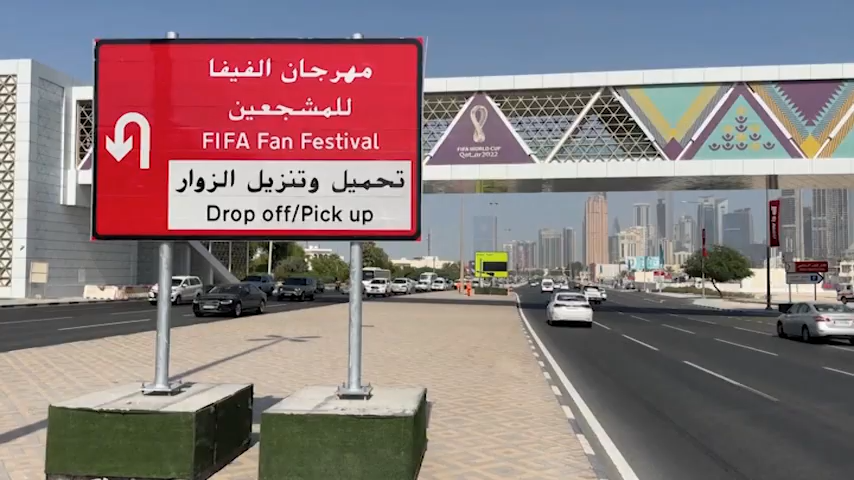 مهرجان الفيفا
للمشجعين
FIFA Fan Festival
تحميل وتنزيل الزوار
Drop off/Pick up
FIFA WORLD CUP
Qatar2022